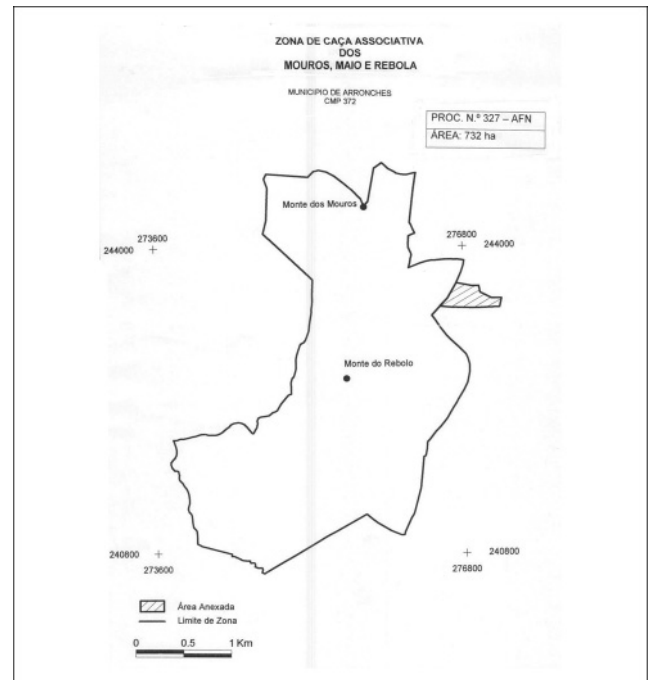 ZONA DE CAÇA ASSOCIATIVA
DOS
MOUROS, MAIO E REBOLA
MUNICIPIO DE ARRONCHES
CMP 372
PROC. N.º 327 – AFN
ÁREA: 732 ha
Monte dos Mouros
273600
244000
276800
244000
Monte do Rebolo
240800
273600
240800
276800
Área Anexada
Limite de Zona
0 0.5 1 Km